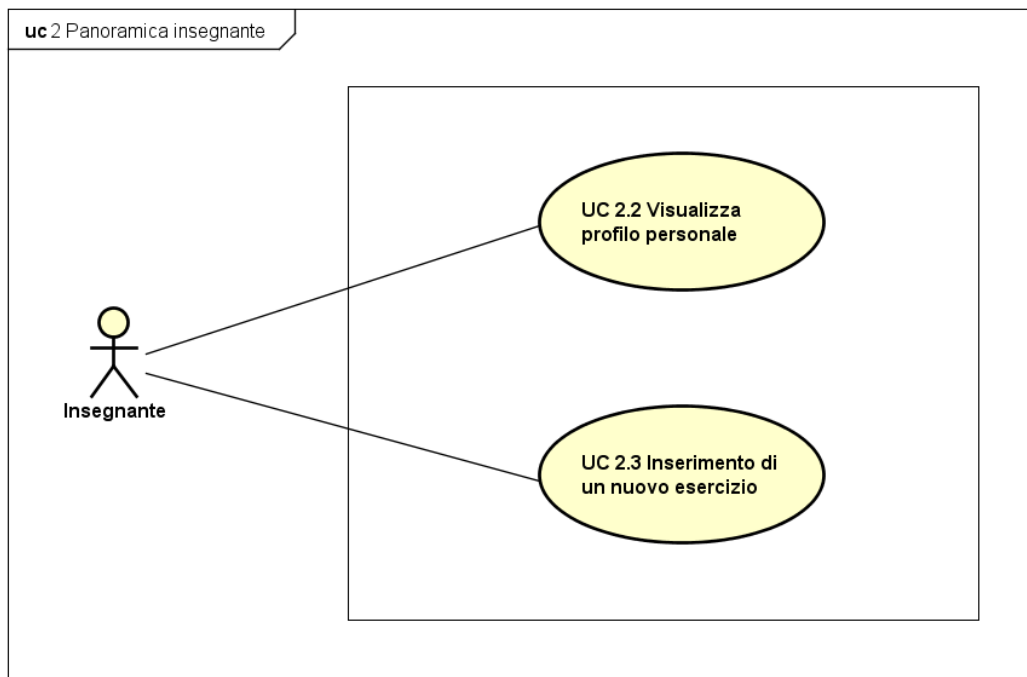 uc 2 Panoramica insegnante
UC 2.2 Visualizza
profilo personale
Insegnante
UC 2.3 Inserimento di
un nuovo esercizio